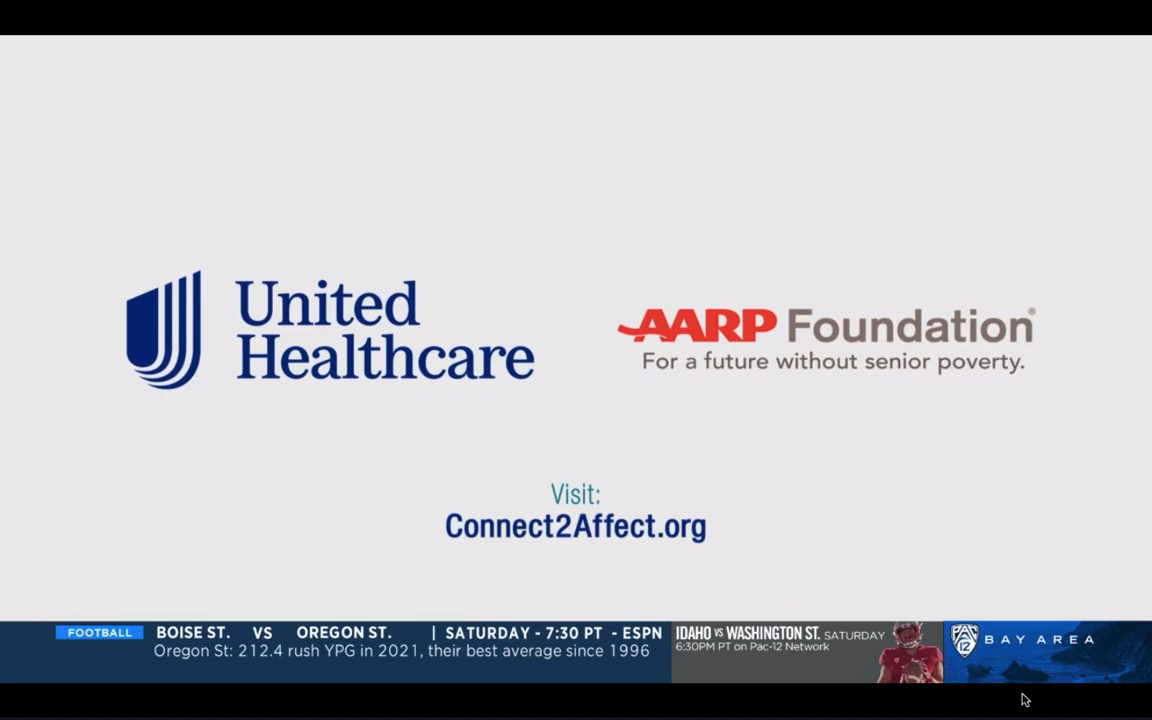 United
Healthcare
AARP Foundation®
For a future without senior poverty.
Visit:
Connect2Affect.org
FOOTBALL
BOISE ST. VS OREGON ST. | SATURDAY - 7:30 PT - ESPN
Oregon St: 212.4 rush YPG in 2021, their best average since 1996
IDAHO VS WASHINGTON ST. SATURDAY
6:30PM PT on Pac-12 Network
PAC
12
BAY AREA